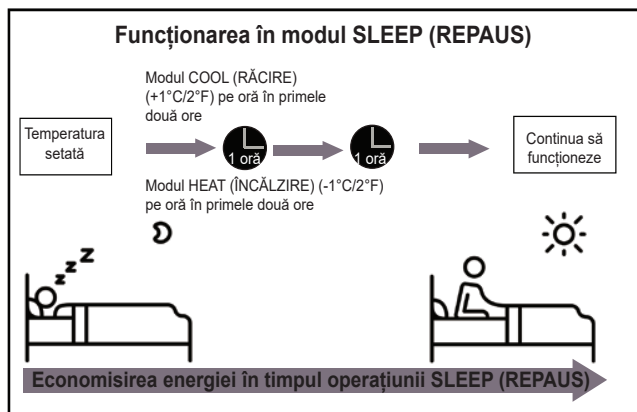 Funcționarea în modul SLEEP (REPAUS)
Modul COOL (RĂCIRE)
(+1°C/2°F) pe oră în primele
două ore
Temperatura
setată
1 oră
1 oră
Continua să
funcționeze
Modul HEAT (ÎNCĂLZIRE) (-1°C/2°F)
pe oră în primele două ore
z z z
Economisirea energiei în timpul operațiunii SLEEP (REPAUS)